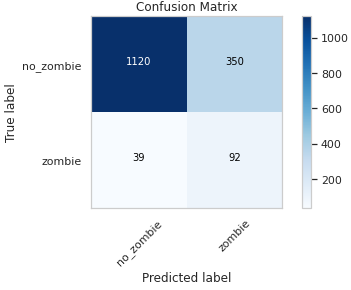 Confusion Matrix
True label
no_zombie
zombie
1120
350
39
92
no_zombie
zombie
Predicted label
1000
800
600
400
200